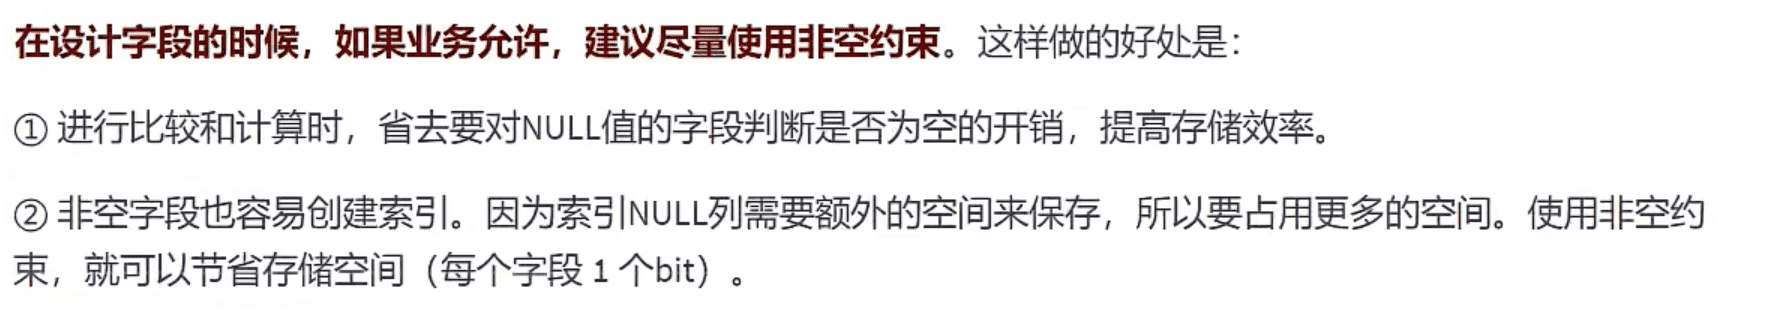 在设计字段的时候，如果业务允许，建议尽量使用非空约束。这样做的好处是：
① 进行比较和计算时，省去要对NULL值的字段判断是否为空的开销，提高存储效率。
② 非空字段也容易创建索引。因为索引NULL列需要额外的空间来保存，所以要占用更多的空间。使用非空约
束，就可以节省存储空间（每个字段 1 个bit）。